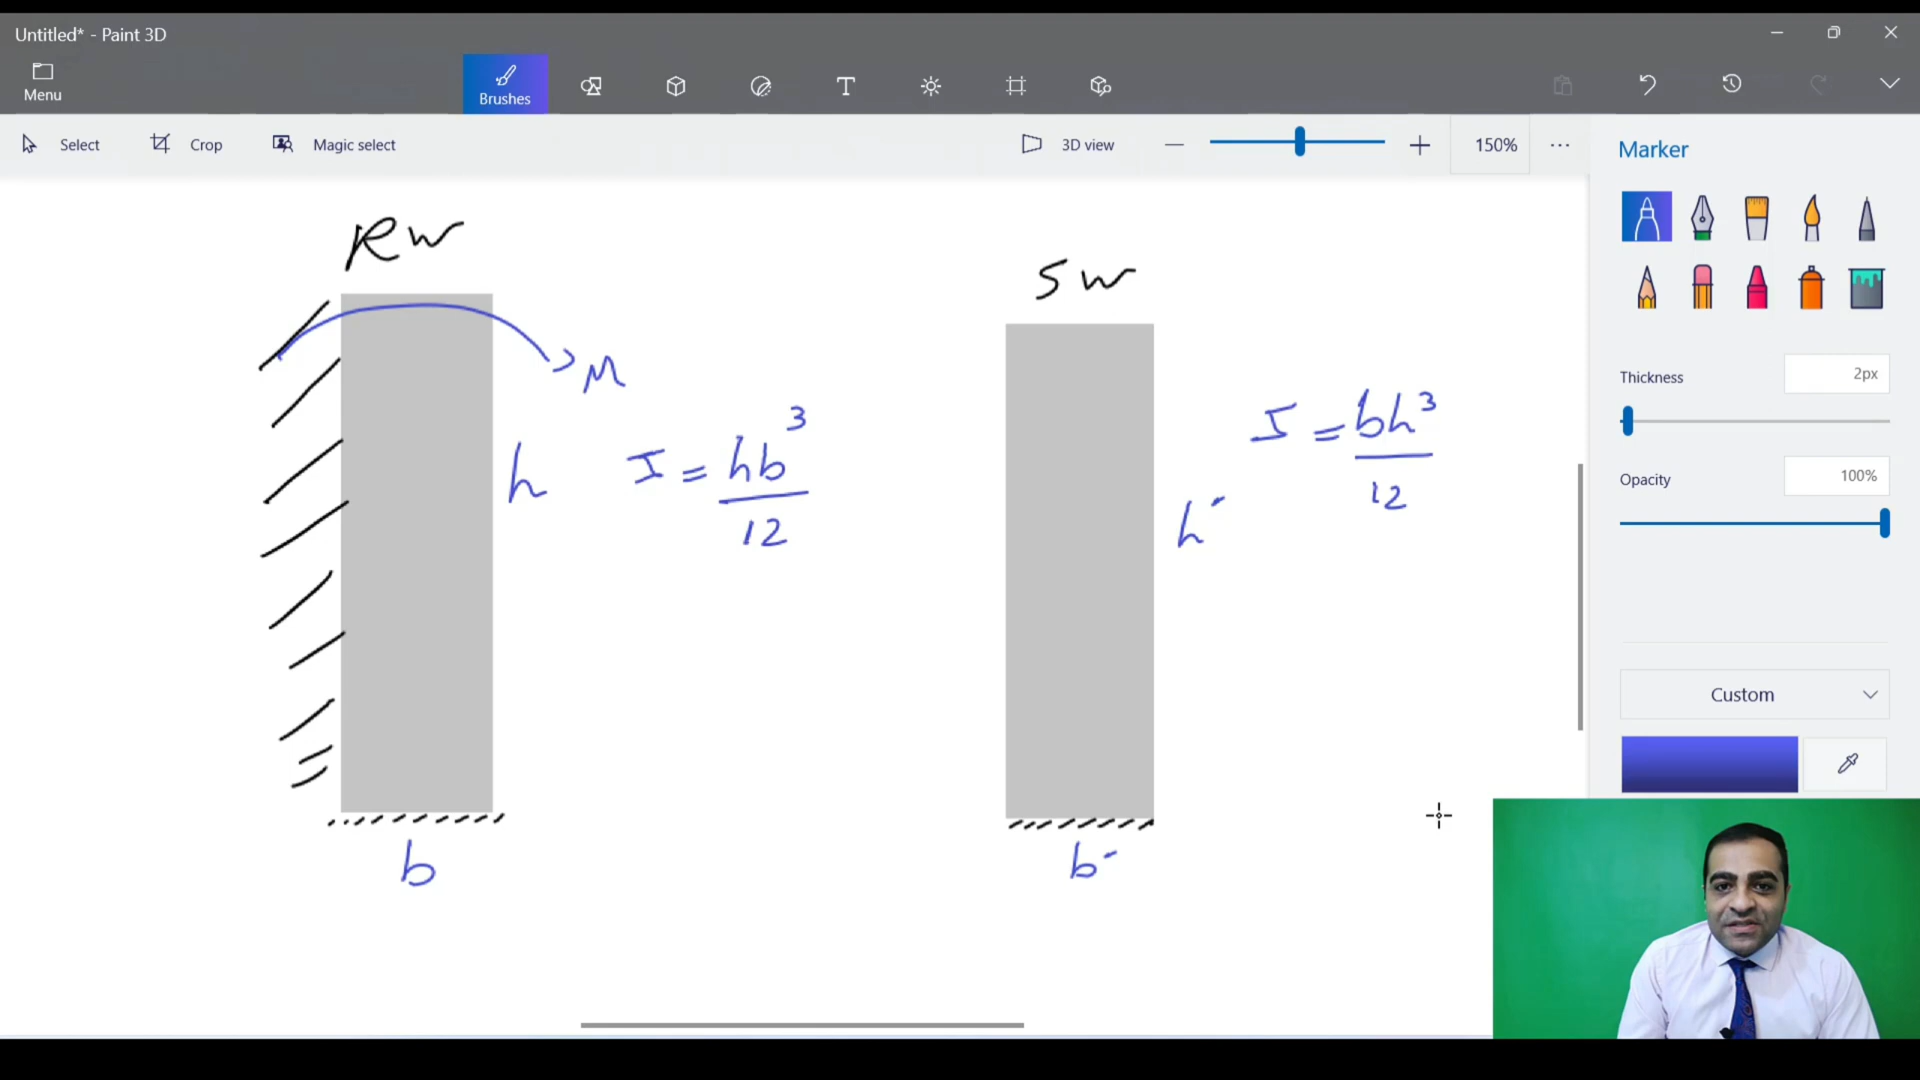 Untitled* - Paint 3D
Menu
Brushes
Select
Crop
Magic select
3D view
150%
Marker
Thickness
2px
Opacity
100%
Custom
RW
M
h
I = hb³
12
b
SW
h
I = bh³
12
b